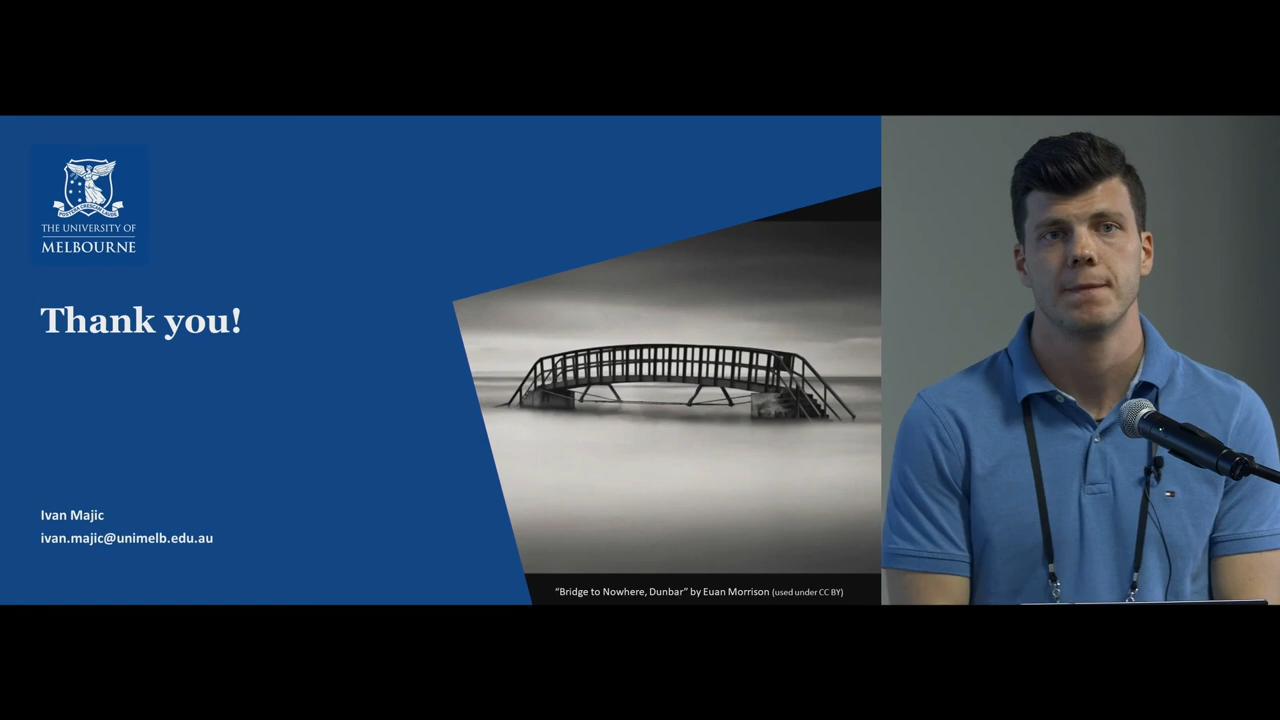 THE UNIVERSITY OF
MELBOURNE
Thank you!
Ivan Majic
ivan.majic@unimelb.edu.au
“Bridge to Nowhere, Dunbar” by Euan Morrison (used under CC BY)